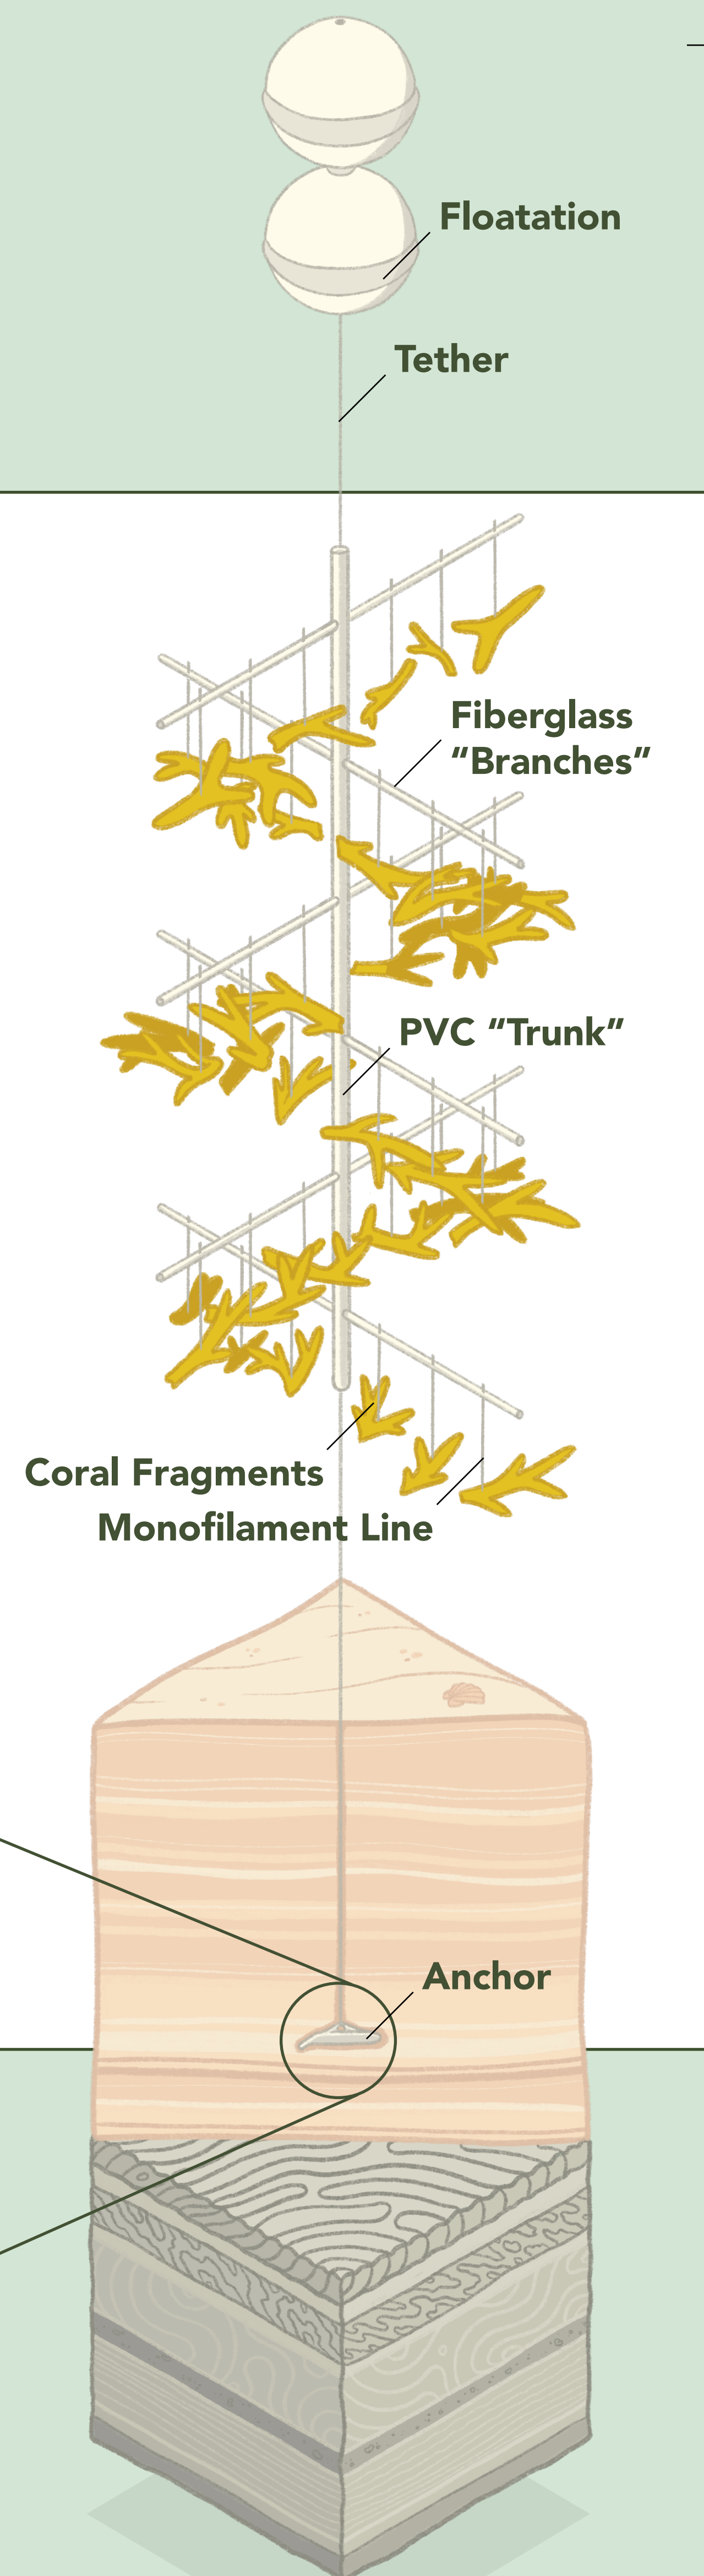 Floatation
Tether
Fiberglass
“Branches”
PVC “Trunk”
Coral Fragments
Monofilament Line
Anchor